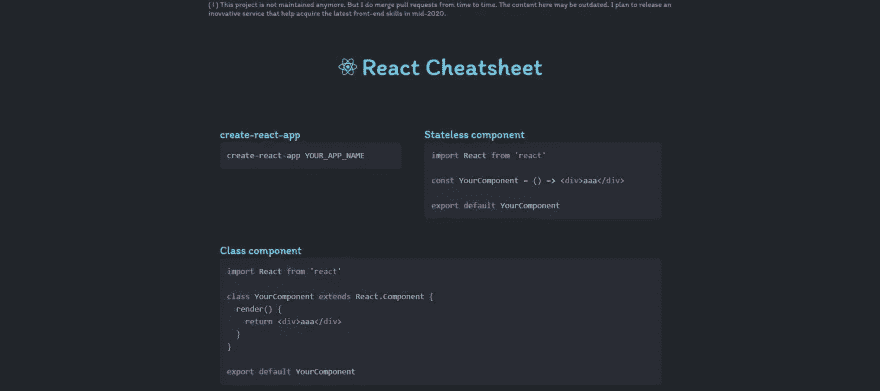 ( ! ) This project is not maintained anymore. But I do merge pull requests from time to time. The content here may be outdated. I plan to release an
inovvative service that help acquire the latest front-end skills in mid-2020.
React Cheatsheet
create-react-app
create-react-app YOUR_APP_NAME
Stateless component
import React from 'react'
const YourComponent = () => <div>aaa</div>
export default YourComponent
Class component
import React from 'react'
class YourComponent extends React.Component {
render() {
return <div>aaa</div>
}
}
export default YourComponent